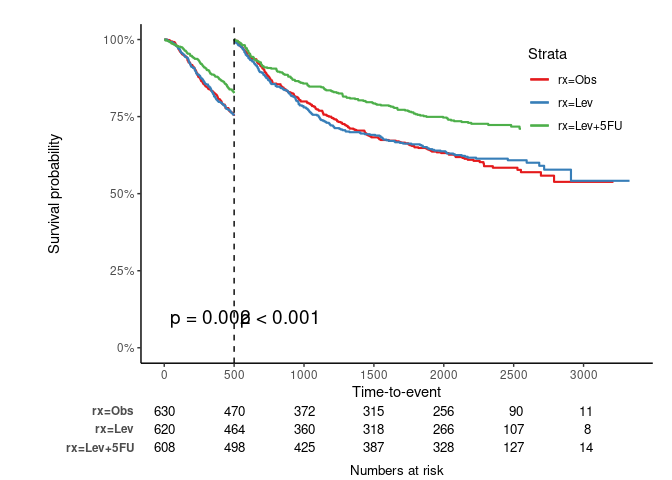 100%
75%
50%
25%
0%
Survival probability
Strata
rx=Obs
rx=Lev
rx=Lev+5FU
p = 0.002
p < 0.001
0 500 1000 1500 2000 2500 3000
Time-to-event
rx=Obs 630 470 372 315 256 90 11
rx=Lev 620 464 360 318 266 107 8
rx=Lev+5FU 608 498 425 387 328 127 14
Numbers at risk